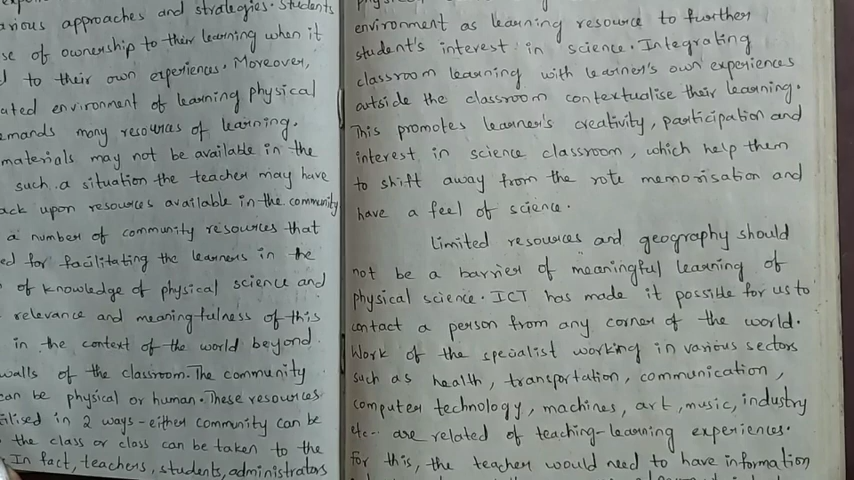 arious approaches and strategies. Students
se of ownership to their learning when it
to their own experiences. Moreover,
ated environment of learning physical
emands many resources of learning.
materials may not be available in the
such a situation the teacher may have
ack upon resources available in the community
a number of community resources that
ed for facilitating the learners in the
of knowledge of physical science and
relevance and meaningfulness of this
in the context of the world beyond
walls of the classroom. The community
can be physical or human. These resources
ilised in 2 ways - either community can be
the class or class can be taken to the
In fact, teachers, students, administrators
environment as learning resource to further
student's interest in science. Integrating
classroom learning with learner's own experiences
outside the classroom contextualise their learning.
This promotes learner's creativity, participation and
interest in science classroom, which help them
to shift away from the rote memorisation and
have a feel of science.
Limited resources and geography should
not be a barrier of meaningful learning of
physical science. ICT has made it possible for us to
contact a person from any corner of the world.
Work of the specialist working in various sectors
such as health, transportation, communication,
computer technology, machines, art, music, industry
etc-- are related of teaching-learning experiences.
for this, the teacher would need to have information